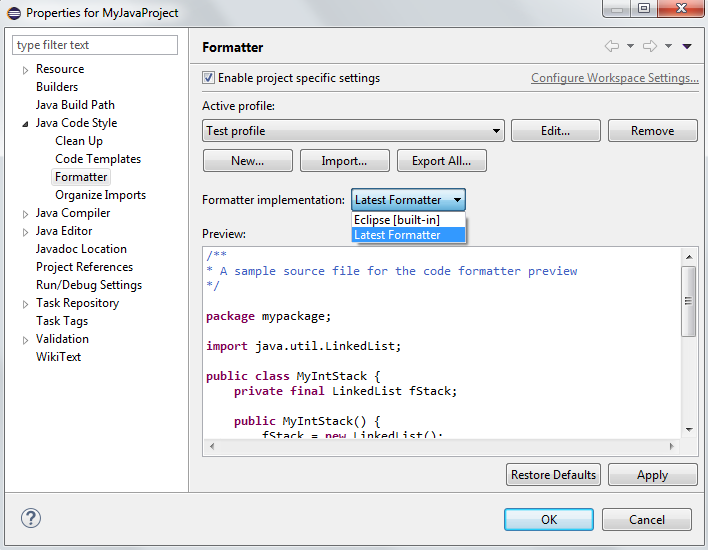 Properties for MyJavaProject
type filter text
Resource
Builders
Java Build Path
Java Code Style
Clean Up
Code Templates
Formatter
Organize Imports
Java Compiler
Java Editor
Javadoc Location
Project References
Run/Debug Settings
Task Repository
Task Tags
Validation
WikiText
Formatter
Enable project specific settings
Configure Workspace Settings...
Active profile:
Test profile
Edit...
Remove
New...
Import...
Export All...
Formatter implementation:
Latest Formatter
Eclipse [built-in]
Latest Formatter
Preview:
/**
* A sample source file for the code formatter preview
*/
package mypackage;
import java.util.LinkedList;
public class MyIntStack {
private final LinkedList fStack;
public MyIntStack() {
fStack = new LinkedList();
Restore Defaults
Apply
?
OK
Cancel